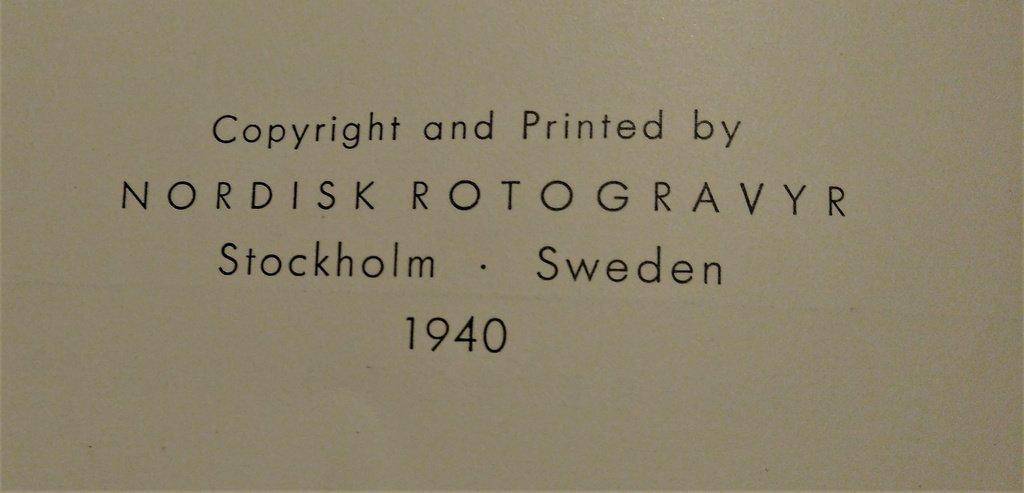 Copyright and Printed by
NORDISK ROTOGRAVYR
Stockholm · Sweden
1940